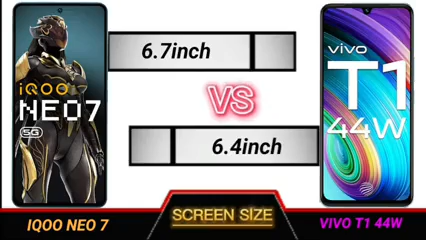 iQOO
NEO7
5G
6.7inch
VS
6.4inch
vivo
T1
44W
IQOO NEO 7
SCREEN SIZE
VIVO T1 44W